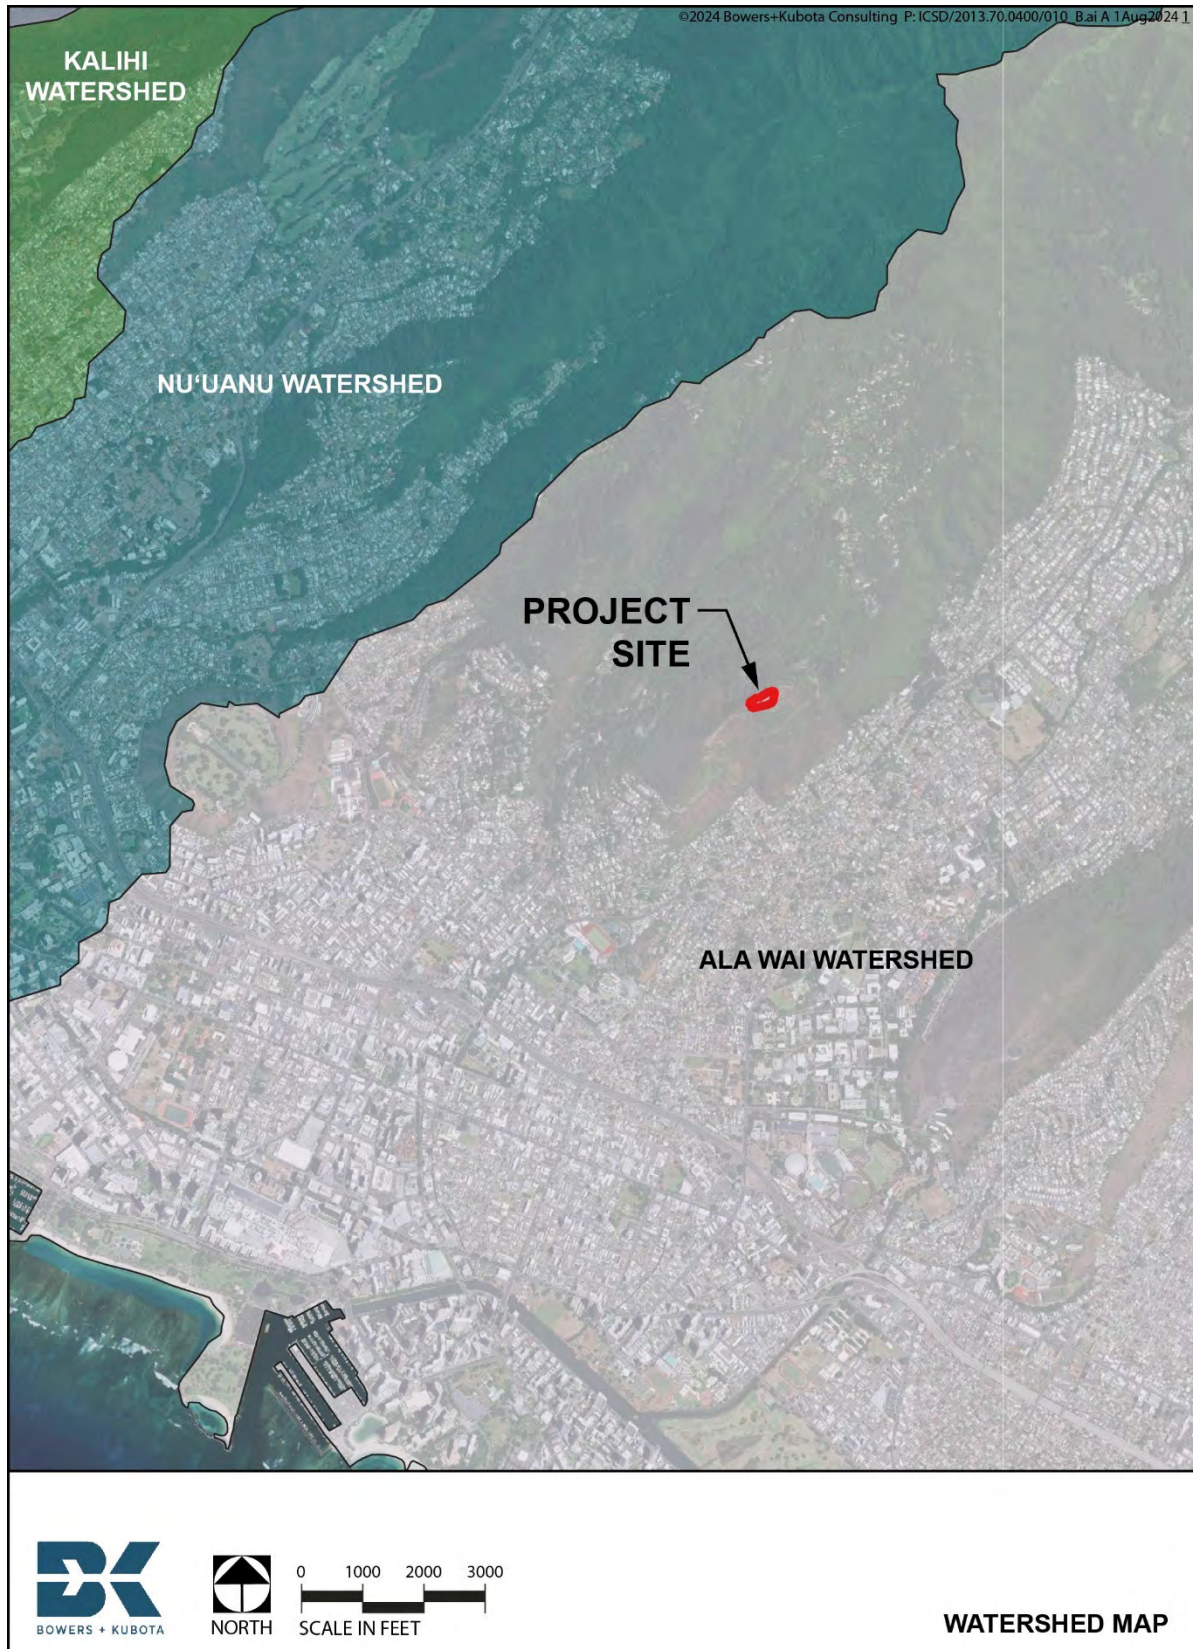 ©2024 Bowers+Kubota Consulting P: ICSD/2013.70.0400/010_B.ai A 1Aug2024 1
KALIHI
WATERSHED
NU‘UANU WATERSHED
PROJECT
SITE
ALA WAI WATERSHED
BK
BOWERS + KUBOTA
NORTH
0 1000 2000 3000
SCALE IN FEET
WATERSHED MAP